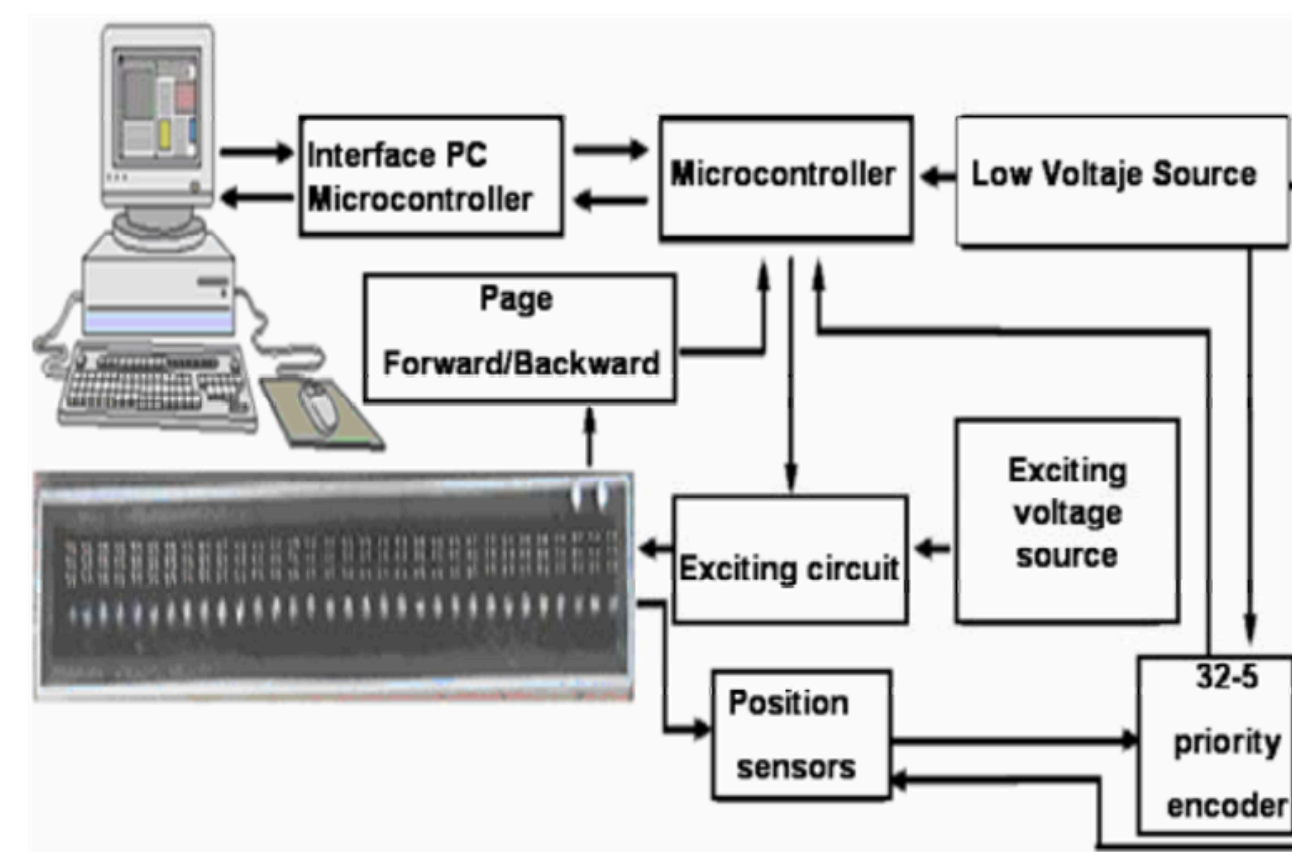 Interface PC
Microcontroller
Microcontroller
Low Voltaje Source
Page
Forward/Backward
Exciting
voltage
source
Exciting circuit
Position
sensors
32-5
priority
encoder